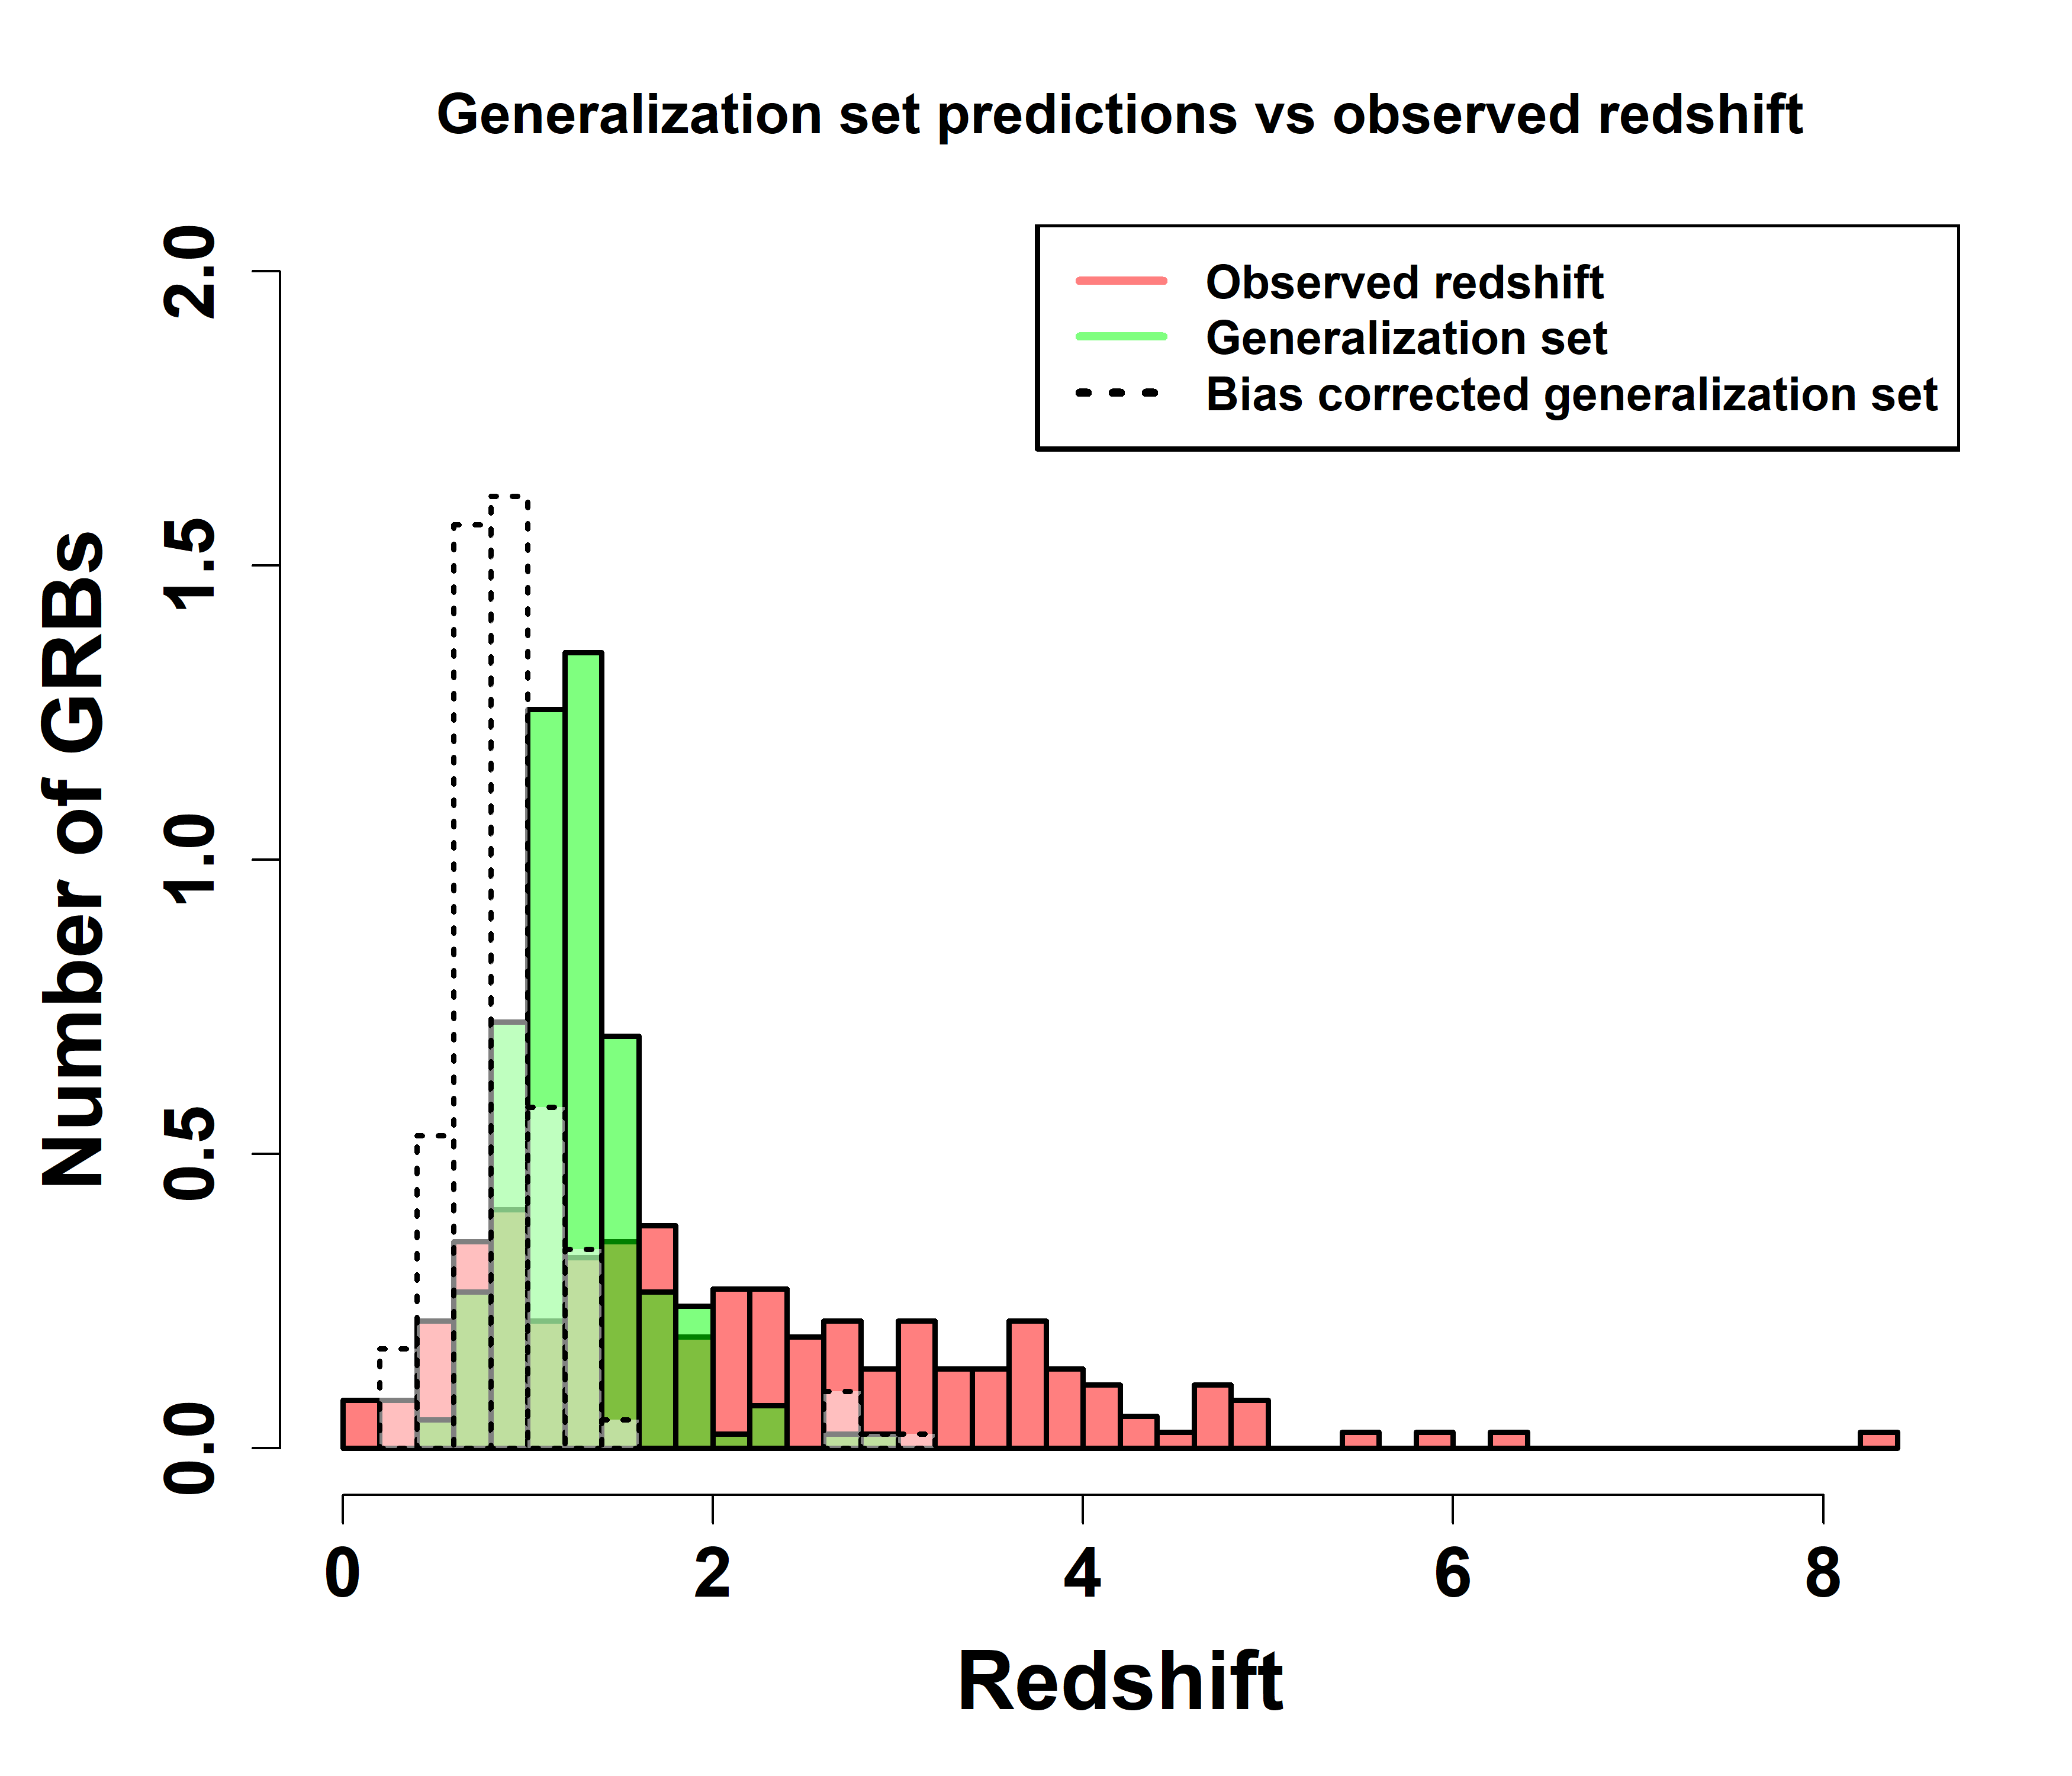 Generalization set predictions vs observed redshift
Observed redshift
Generalization set
Bias corrected generalization set
Number of GRBs
2.0
1.5
1.0
0.5
0.0
0 2 4 6 8
Redshift